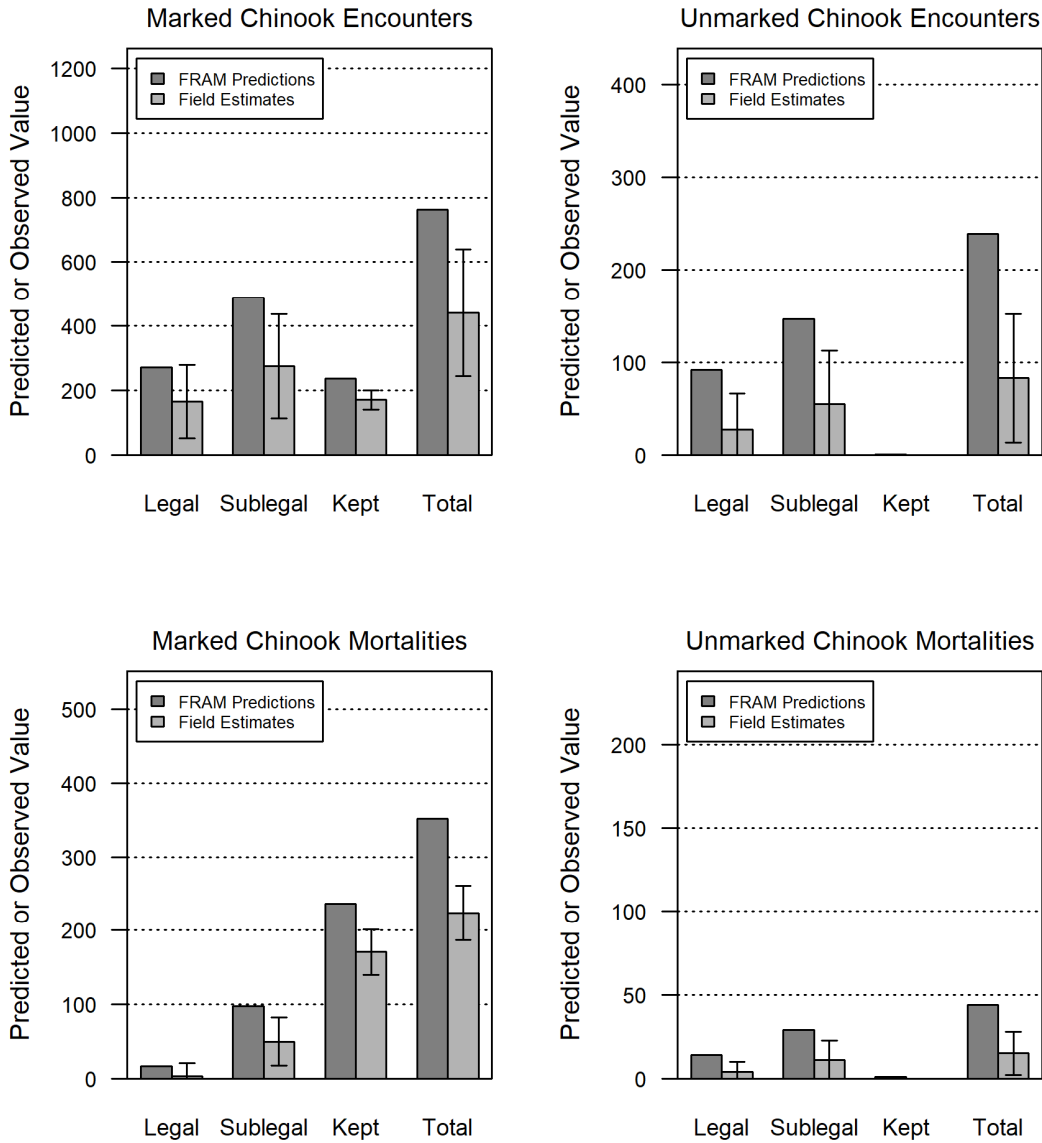 Marked Chinook Encounters
Predicted or Observed Value
1200
1000
800
600
400
200
0
FRAM Predictions
Field Estimates
Legal Sublegal Kept Total
Unmarked Chinook Encounters
Predicted or Observed Value
400
300
200
100
0
FRAM Predictions
Field Estimates
Legal Sublegal Kept Total
Marked Chinook Mortalities
Predicted or Observed Value
500
400
300
200
100
0
FRAM Predictions
Field Estimates
Legal Sublegal Kept Total
Unmarked Chinook Mortalities
Predicted or Observed Value
200
150
100
50
0
FRAM Predictions
Field Estimates
Legal Sublegal Kept Total